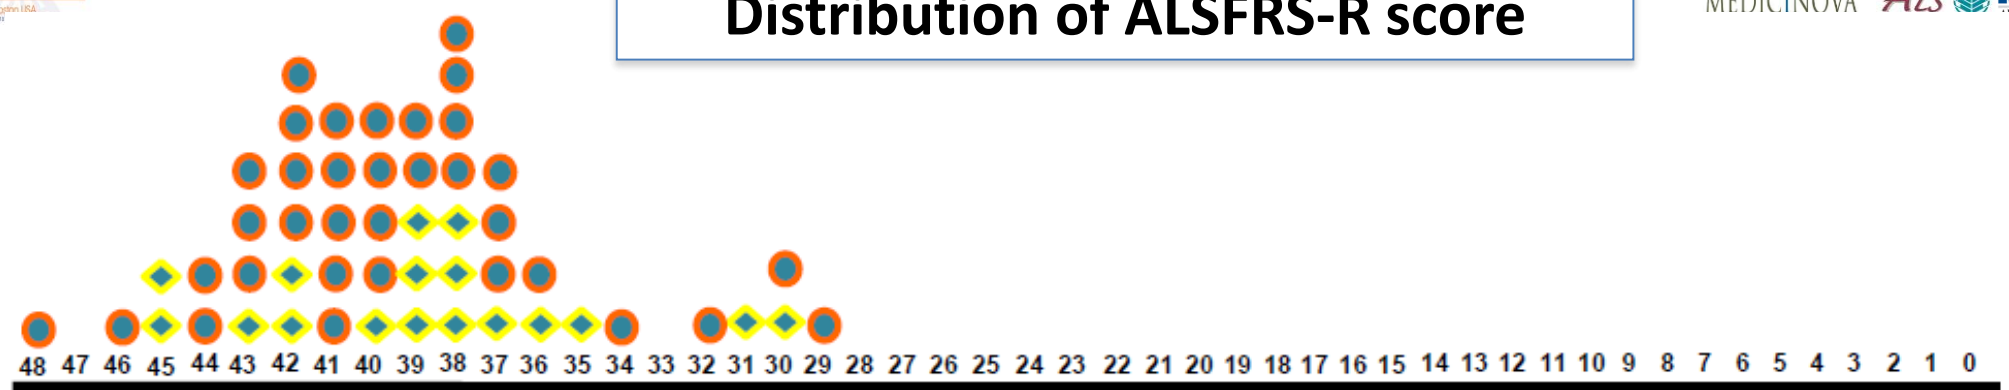 Distribution of ALSFRS-R score
MEDICINOVA ALS
48 47 46 45 44 43 42 41 40 39 38 37 36 35 34 33 32 31 30 29 28 27 26 25 24 23 22 21 20 19 18 17 16 15 14 13 12 11 10 9 8 7 6 5 4 3 2 1 0